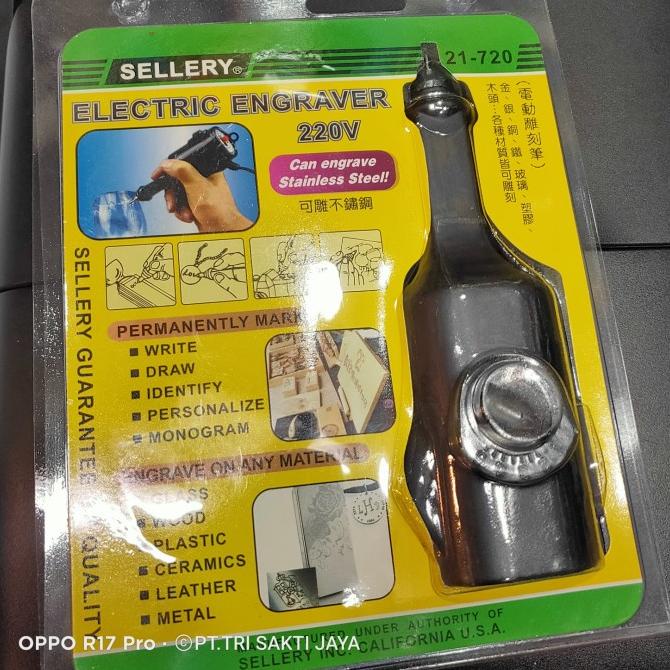 SELLERY®
21-720
ELECTRIC ENGRAVER
220V
Can engrave
Stainless Steel!
可雕不鏽鋼
(電動雕刻筆)
金、銀、銅、鐵、玻璃、塑膠、
木頭…各種材質皆可雕刻
PERMANENTLY MARK
WRITE
DRAW
IDENTIFY
PERSONALIZE
MONOGRAM
ENGRAVE ON ANY MATERIAL
GLASS
WOOD
PLASTIC
CERAMICS
LEATHER
METAL
SELLERY GUARANTEE QUALITY
UNDER AUTHORITY OF
SELLERY INC. CALIFORNIA U.S.A.
OPPO R17 Pro · ©PT.TRI SAKTI JAYA